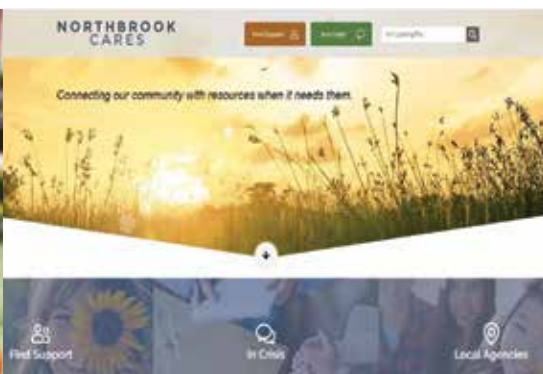 NORTHBROOK
CARES
Connecting our community with resources when it needs them.
Find Support
In Crisis
Local Agencies